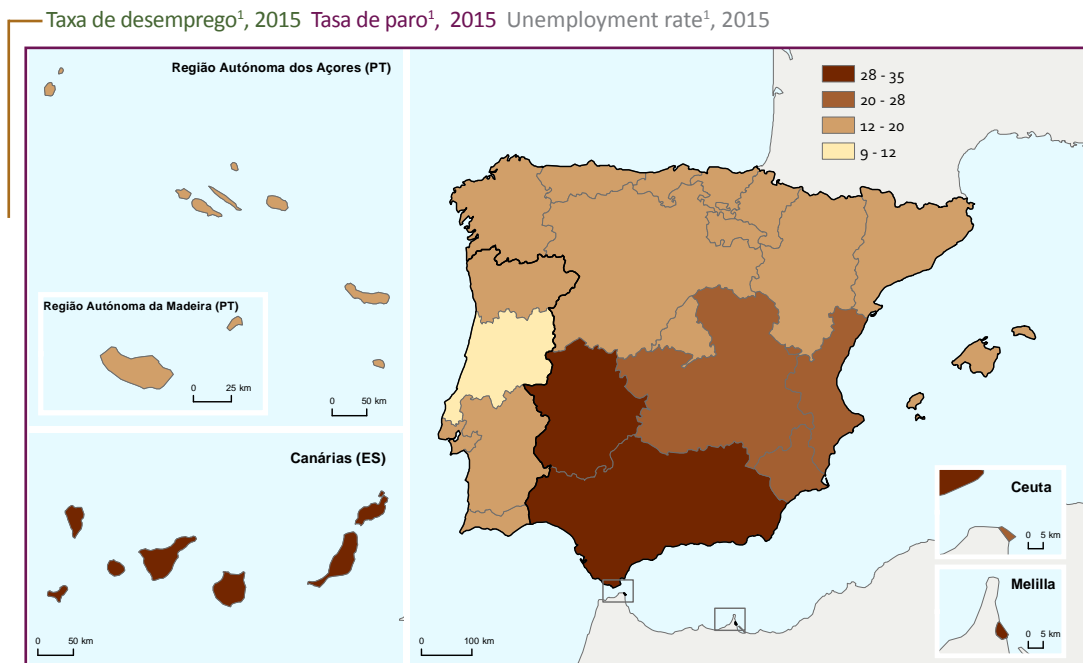 Taxa de desemprego¹, 2015 Tasa de paro¹, 2015 Unemployment rate¹, 2015
Região Autónoma dos Açores (PT)
Região Autónoma da Madeira (PT)
0 25 km
0 50 km
Canárias (ES)
0 50 km
28 - 35
20 - 28
12 - 20
9 - 12
0 100 km
Ceuta
0 5 km
Melilla
0 5 km